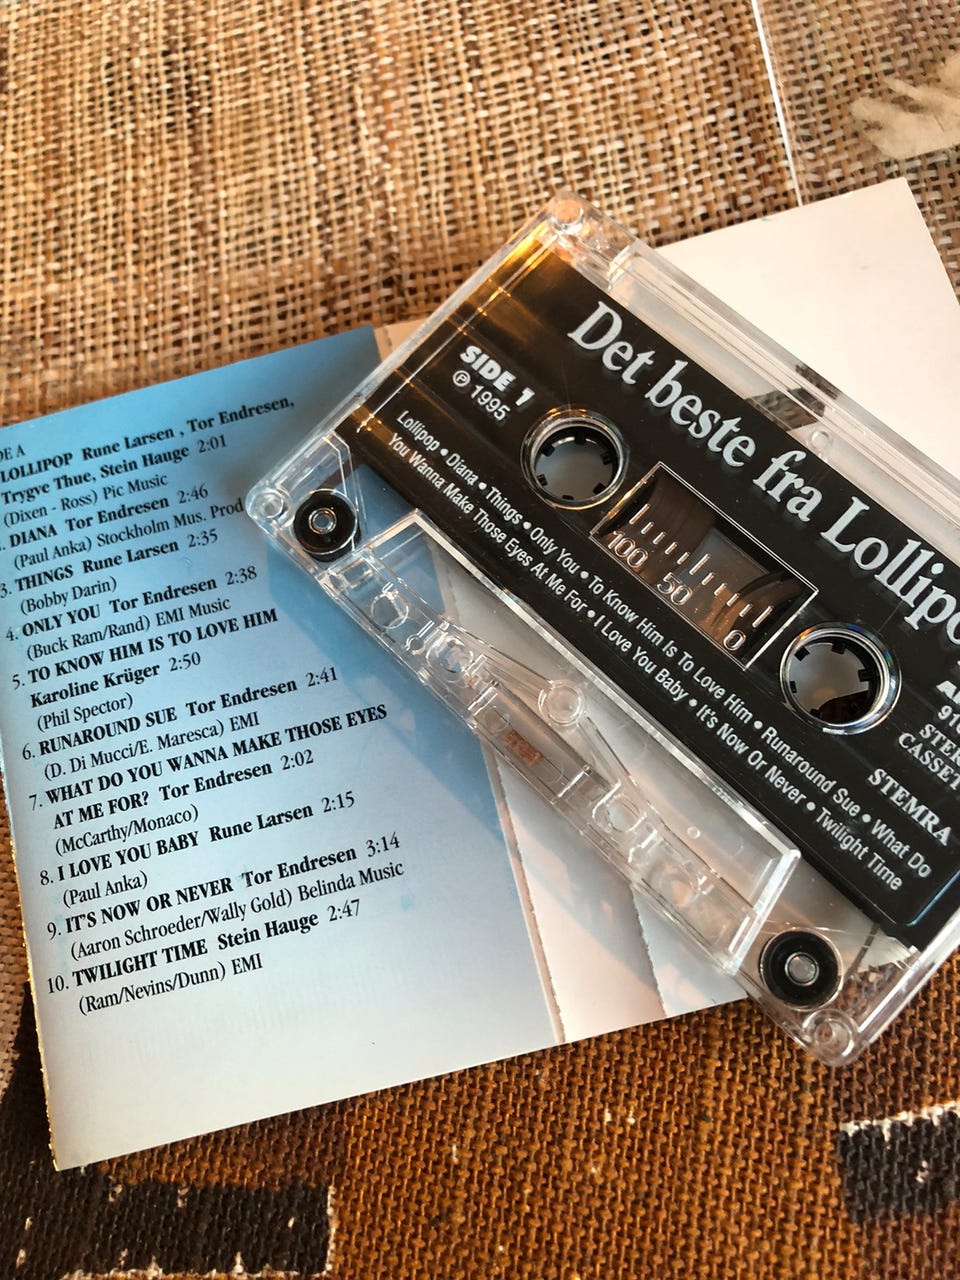 DE A
LOLLIPOP Rune Larsen , Tor Endresen,
Trygve Thue, Stein Hauge 2:01
(Dixen - Ross) Pic Music
DIANA Tor Endresen 2:46
(Paul Anka) Stockholm Mus. Prod
3. THINGS Rune Larsen 2:35
(Bobby Darin)
4. ONLY YOU Tor Endresen 2:38
(Buck Ram/Rand) EMI Music
5. TO KNOW HIM IS TO LOVE HIM
Karoline Krüger 2:50
(Phil Spector)
6. RUNAROUND SUE Tor Endresen 2:41
(D. Di Mucci/E. Maresca) EMI
7. WHAT DO YOU WANNA MAKE THOSE EYES
AT ME FOR? Tor Endresen 2:02
(McCarthy/Monaco)
8. I LOVE YOU BABY Rune Larsen 2:15
(Paul Anka)
9. IT'S NOW OR NEVER Tor Endresen 3:14
(Aaron Schroeder/Wally Gold) Belinda Music
10. TWILIGHT TIME Stein Hauge 2:47
(Ram/Nevins/Dunn) EMI
Det beste fra Lollipo
SIDE 1
℗ 1995
100 50 0
STEMRA
Lollipop • Diana • Things • Only You • To Know Him Is To Love Him • Runaround Sue • What Do
You Wanna Make Those Eyes At Me For • I Love You Baby • It's Now Or Never • Twilight Time